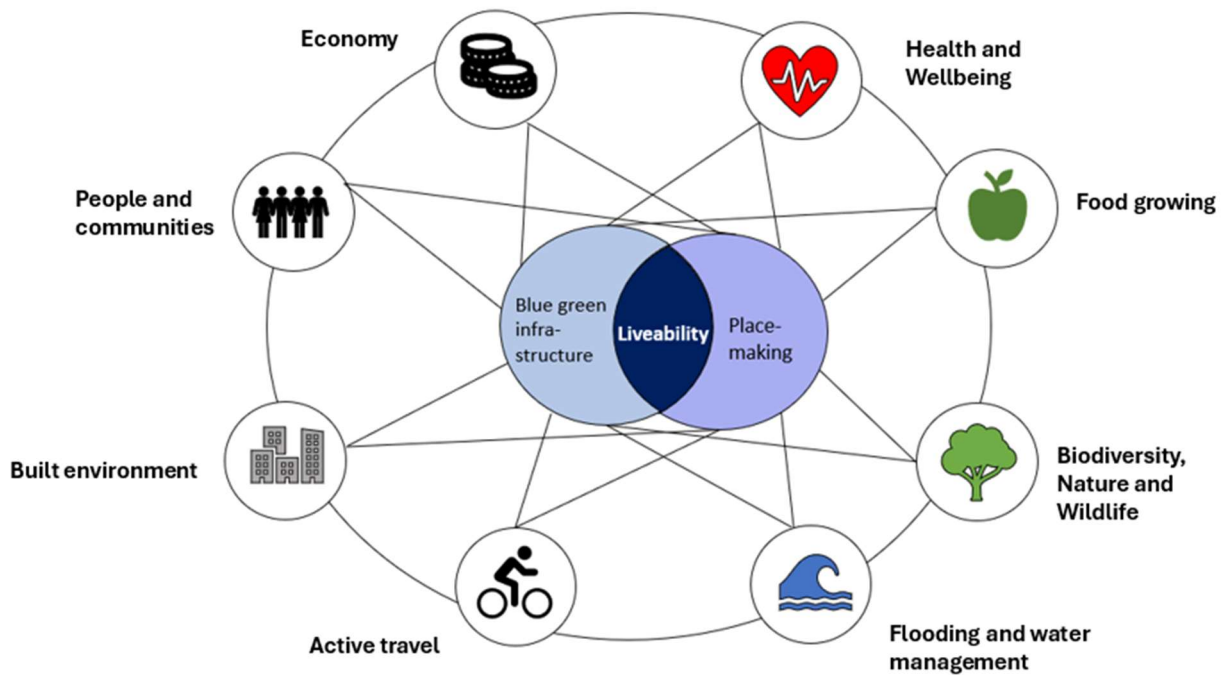 Economy
Health and
Wellbeing
People and
communities
Food growing
Blue green
infra-
structure
Liveability
Place-
making
Built environment
Biodiversity,
Nature and
Wildlife
Active travel
Flooding and water
management